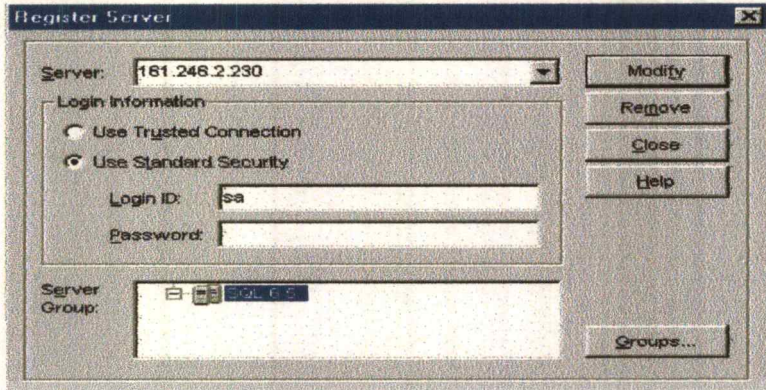 Register Server
Server: 161.246.2.230
Modify
Login Information
Remove
Use Trusted Connection
Close
Use Standard Security
Help
Login ID: sa
Password:
Server Group:
SQL 6.5
Groups...